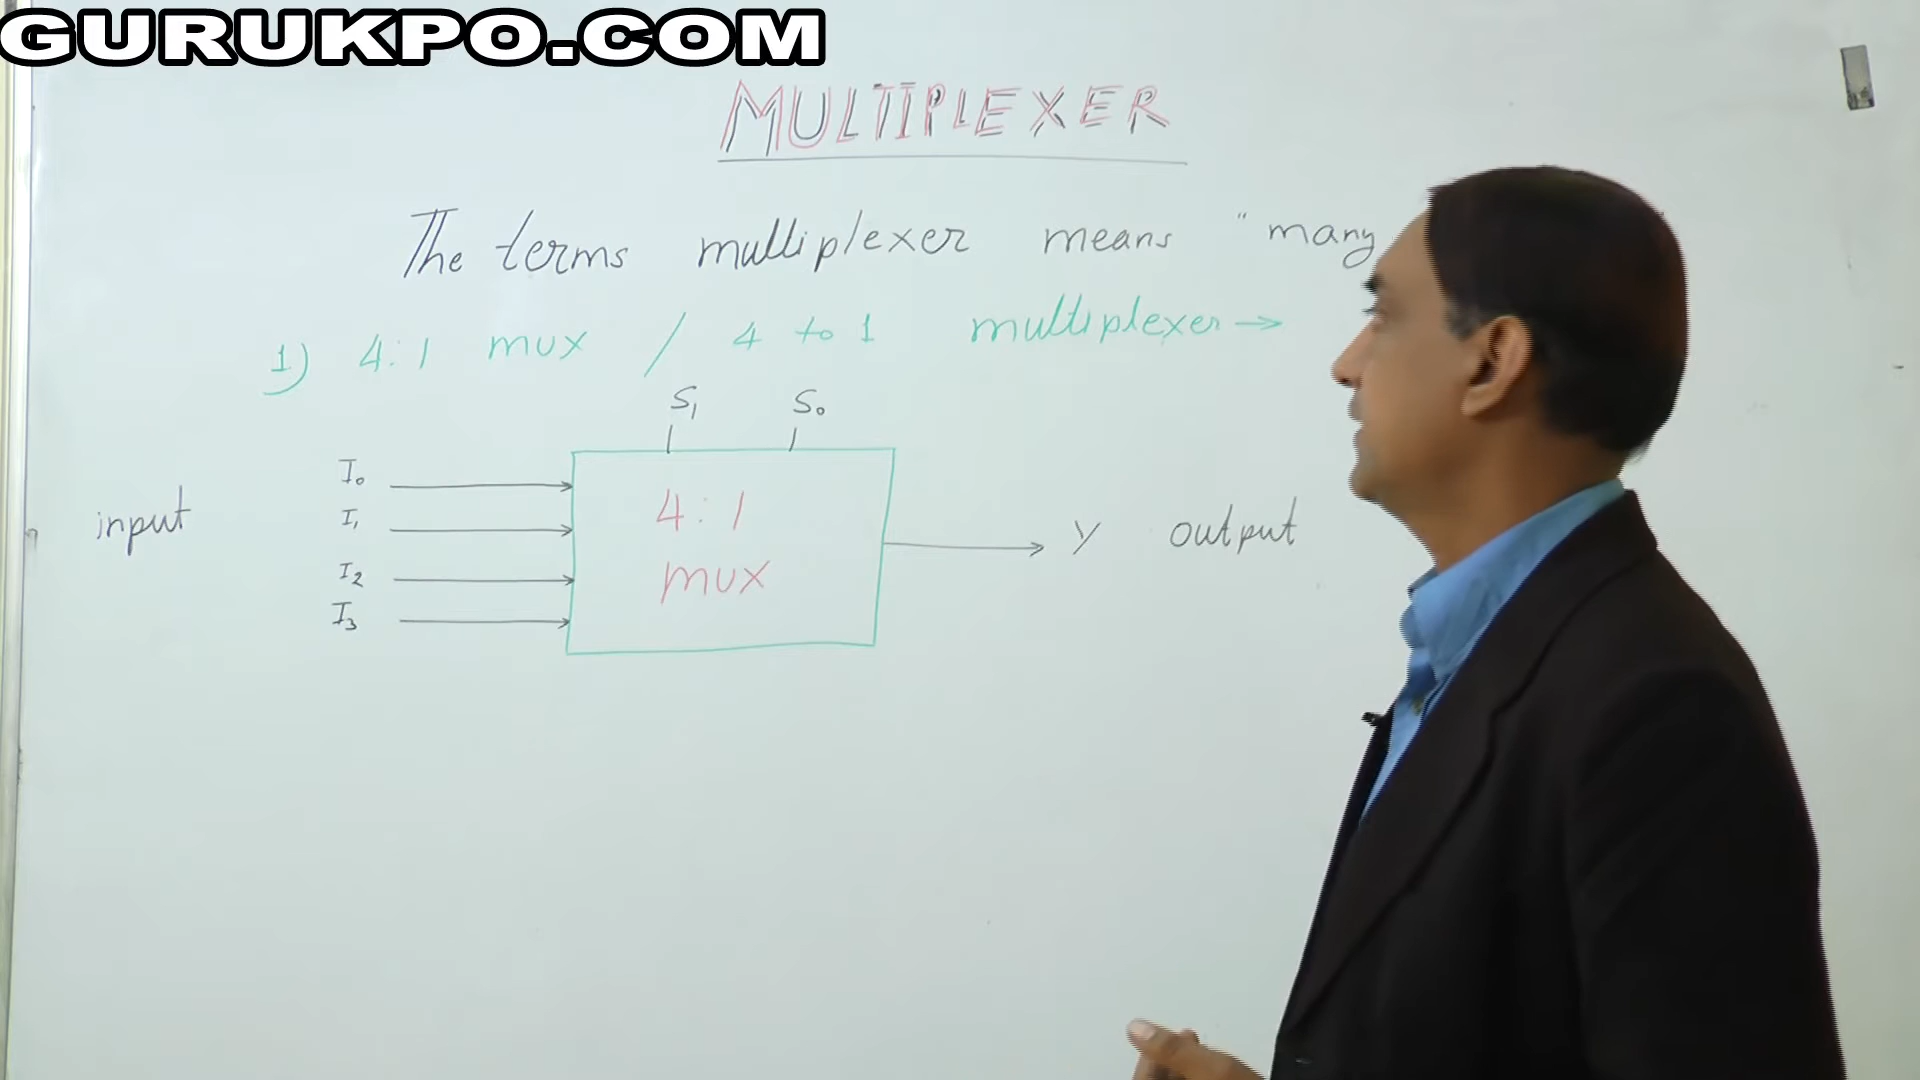 GURUKPO.COM
MULTIPLEXER
The terms multiplexer means "many
1) 4:1 mux / 4 to 1 multiplexer →
S₁ S₀
I₀
I₁
I₂
I₃
input
4:1
mux
Y output